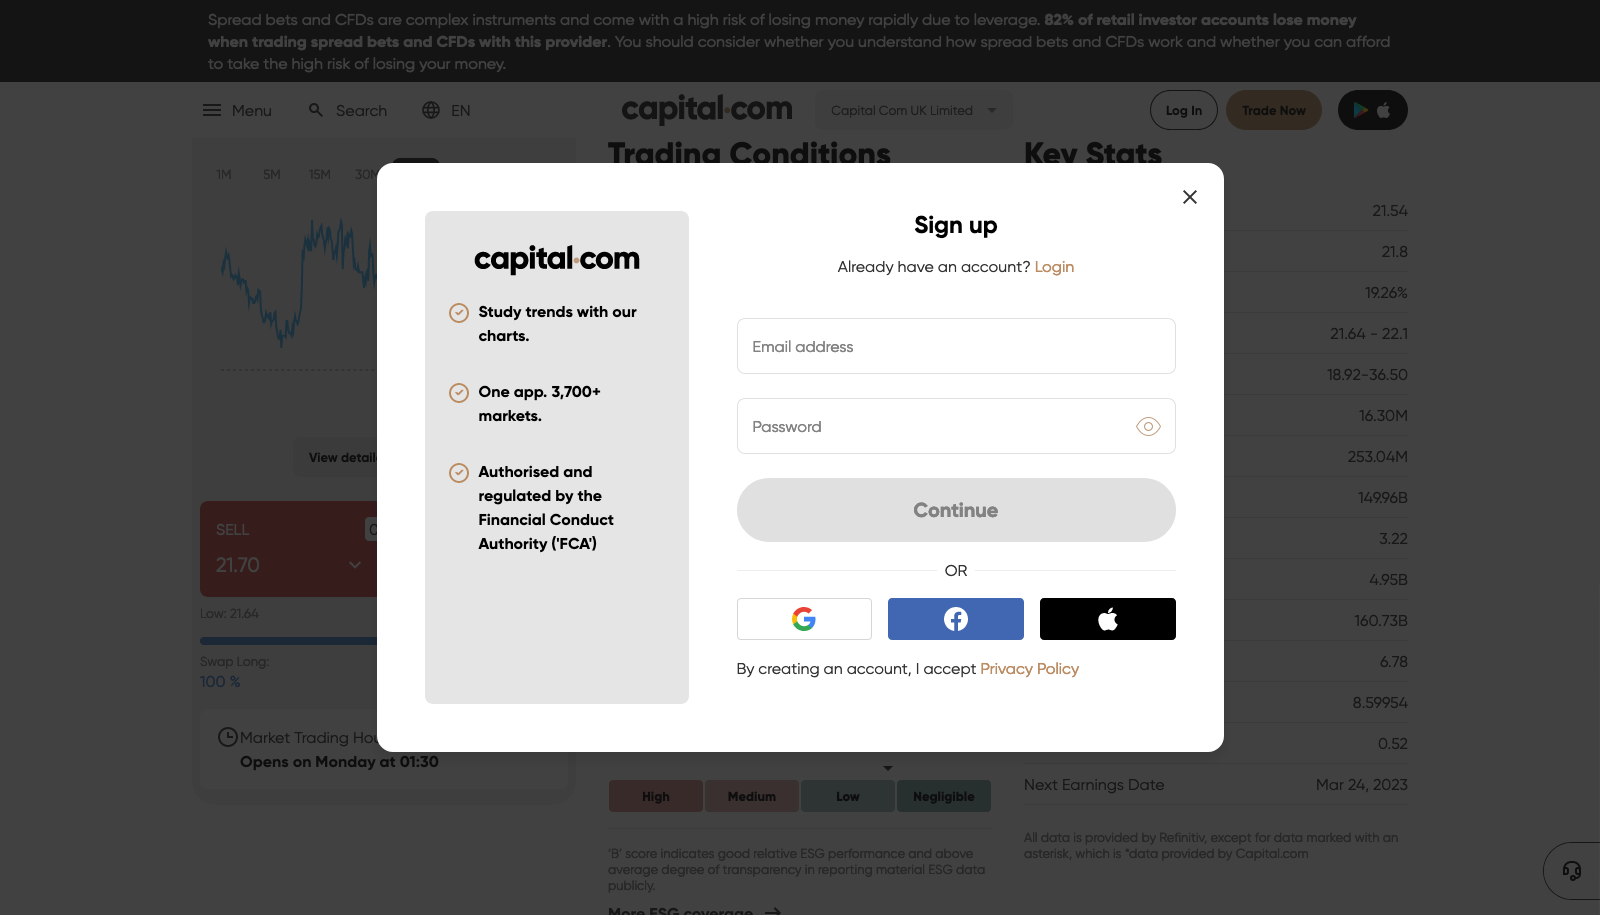 Spread bets and CFDs are complex instruments and come with a high risk of losing money rapidly due to leverage. 82% of retail investor accounts lose money
when trading spread bets and CFDs with this provider. You should consider whether you understand how spread bets and CFDs work and whether you can afford
to take the high risk of losing your money.
Menu
Search
EN
capital.com
Capital Com UK Limited
Log In
Trade Now
Trading Conditions
Key Stats
1M
5M
15M
30M
View details
SELL
21.70
Low: 21.64
Swap Long:
100 %
Market Trading Hou
Opens on Monday at 01:30
capital.com
Study trends with our
charts.
One app. 3,700+
markets.
Authorised and
regulated by the
Financial Conduct
Authority ('FCA')
Sign up
Already have an account? Login
Email address
Password
Continue
OR
By creating an account, I accept Privacy Policy
High
Medium
Low
Negligible
'B' score indicates good relative ESG performance and above
average degree of transparency in reporting material ESG data
publicly.
More ESG coverage
21.54
21.8
19.26%
21.64 - 22.1
18.92-36.50
16.30M
253.04M
149.96B
3.22
4.95B
160.73B
6.78
8.59954
0.52
Next Earnings Date
Mar 24, 2023
All data is provided by Refinitiv, except for data marked with an
asterisk, which is *data provided by Capital.com